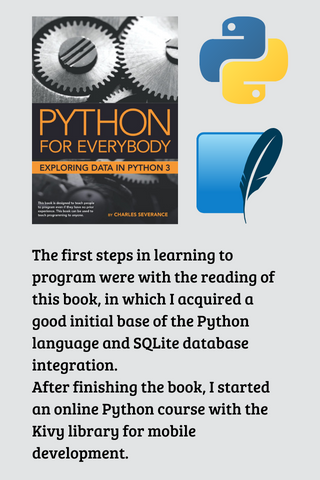 PYTHON
FOR EVERYBODY
EXPLORING DATA IN PYTHON 3
This book is designed to teach people
to program even if they have no prior
experience. This book can be used to
teach programming to anyone.
BY CHARLES SEVERANCE
The first steps in learning to
program were with the reading of
this book, in which I acquired a
good initial base of the Python
language and SQLite database
integration.
After finishing the book, I started
an online Python course with the
Kivy library for mobile
development.